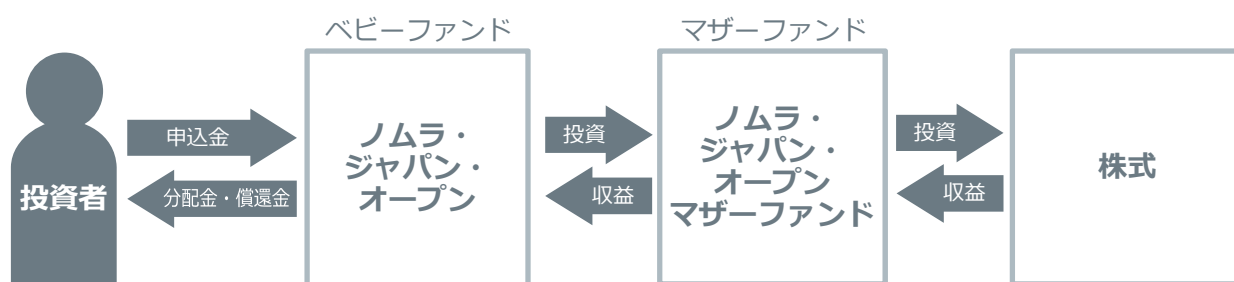 ベビーファンド
マザーファンド
投資者
申込金
分配金・償還金
ノムラ・
ジャパン・
オープン
投資
収益
ノムラ・
ジャパン・
オープン
マザーファンド
投資
収益
株式